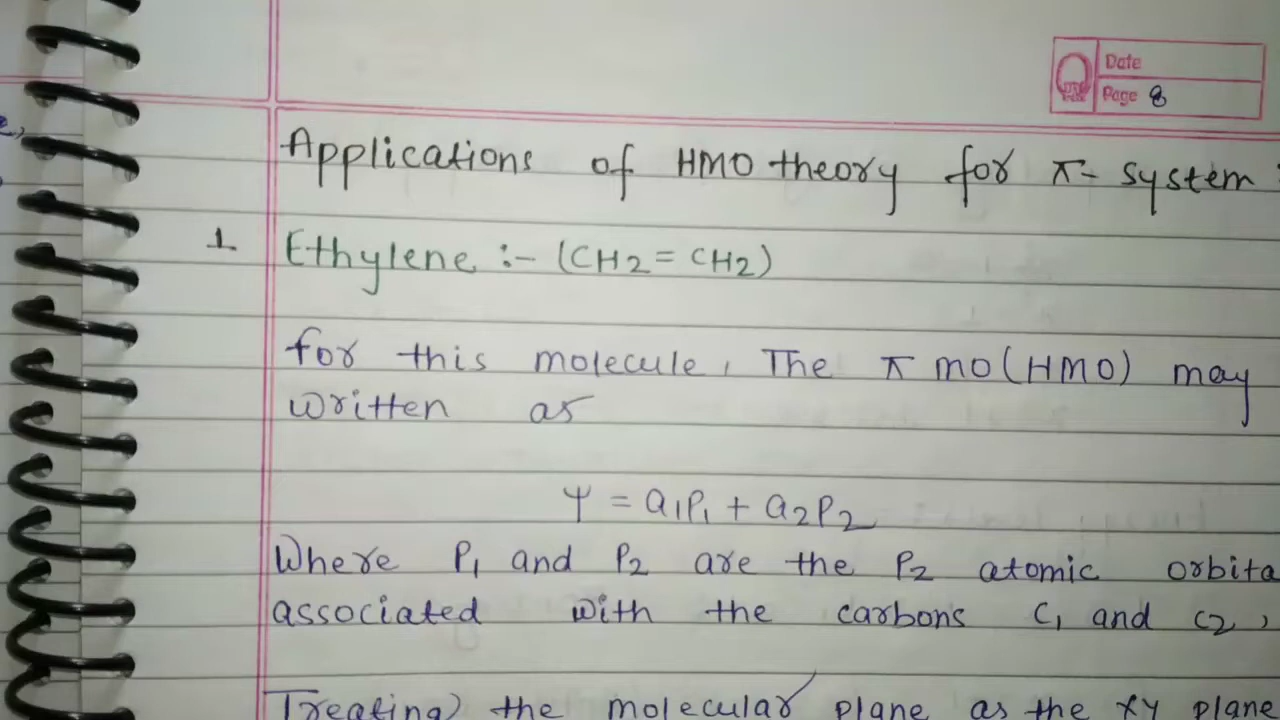 Date
Page 8
Applications of HMO theory for π- system :
1 Ethylene :- (CH2 = CH2)
for this molecule, The π mo (HMO) may
written as
Ψ = a1P1 + a2P2
Where P1 and P2 are the P2 atomic orbita
associated with the carbons C1 and C2,
Treating the molecular plane as the xy plane